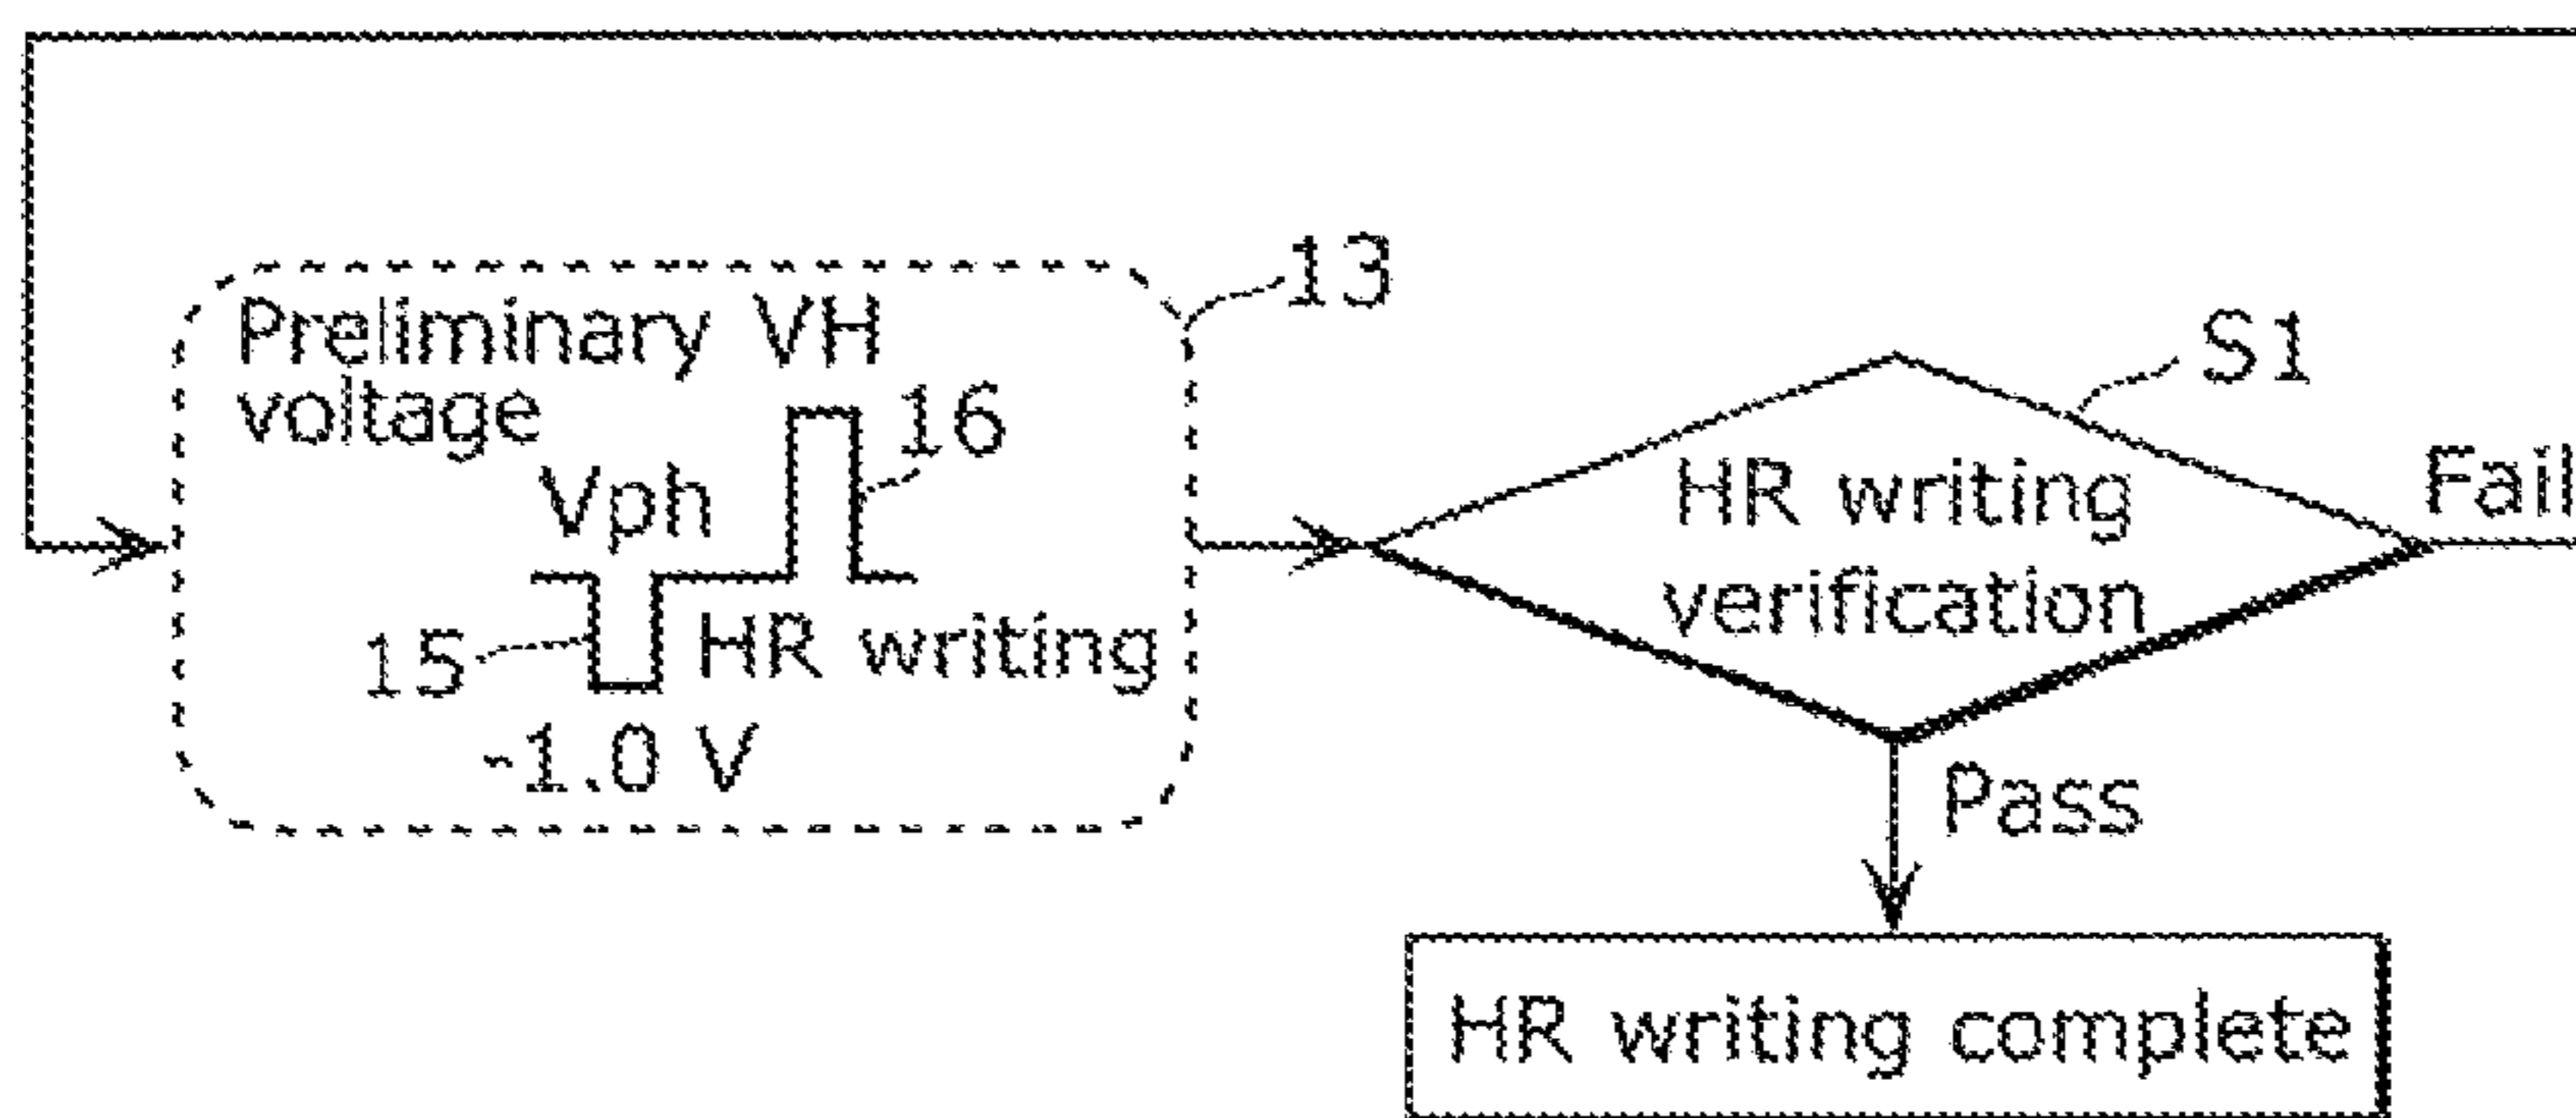 13
Preliminary VH
voltage
16
Vph
15
HR writing
-1.0 V
S1
HR writing
verification
Fail
Pass
HR writing complete